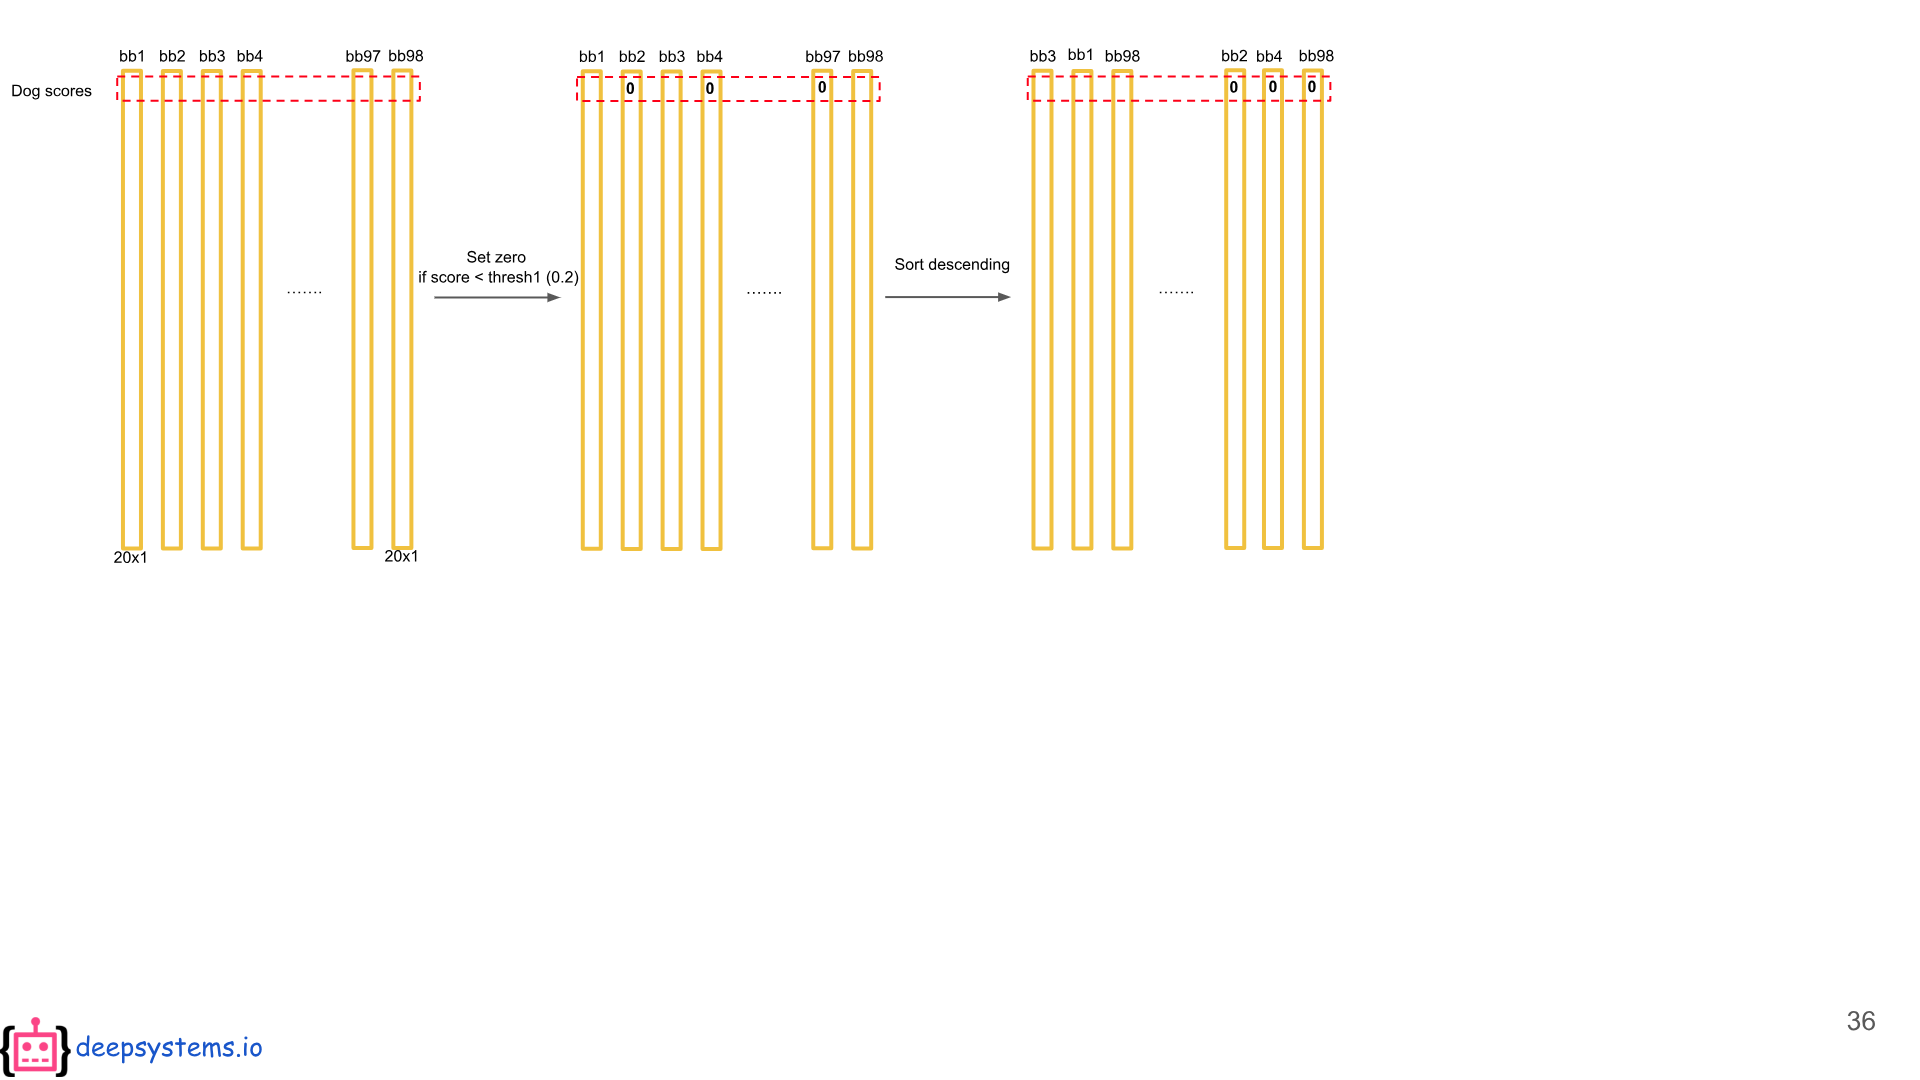 bb1 bb2 bb3 bb4 bb97 bb98
bb1 bb2 bb3 bb4 bb97 bb98
bb3 bb1 bb98 bb2 bb4 bb98
Dog scores
0 0 0
0 0 0
Set zero
if score < thresh1 (0.2)
Sort descending
.......
.......
.......
20x1 20x1
deepsystems.io
36